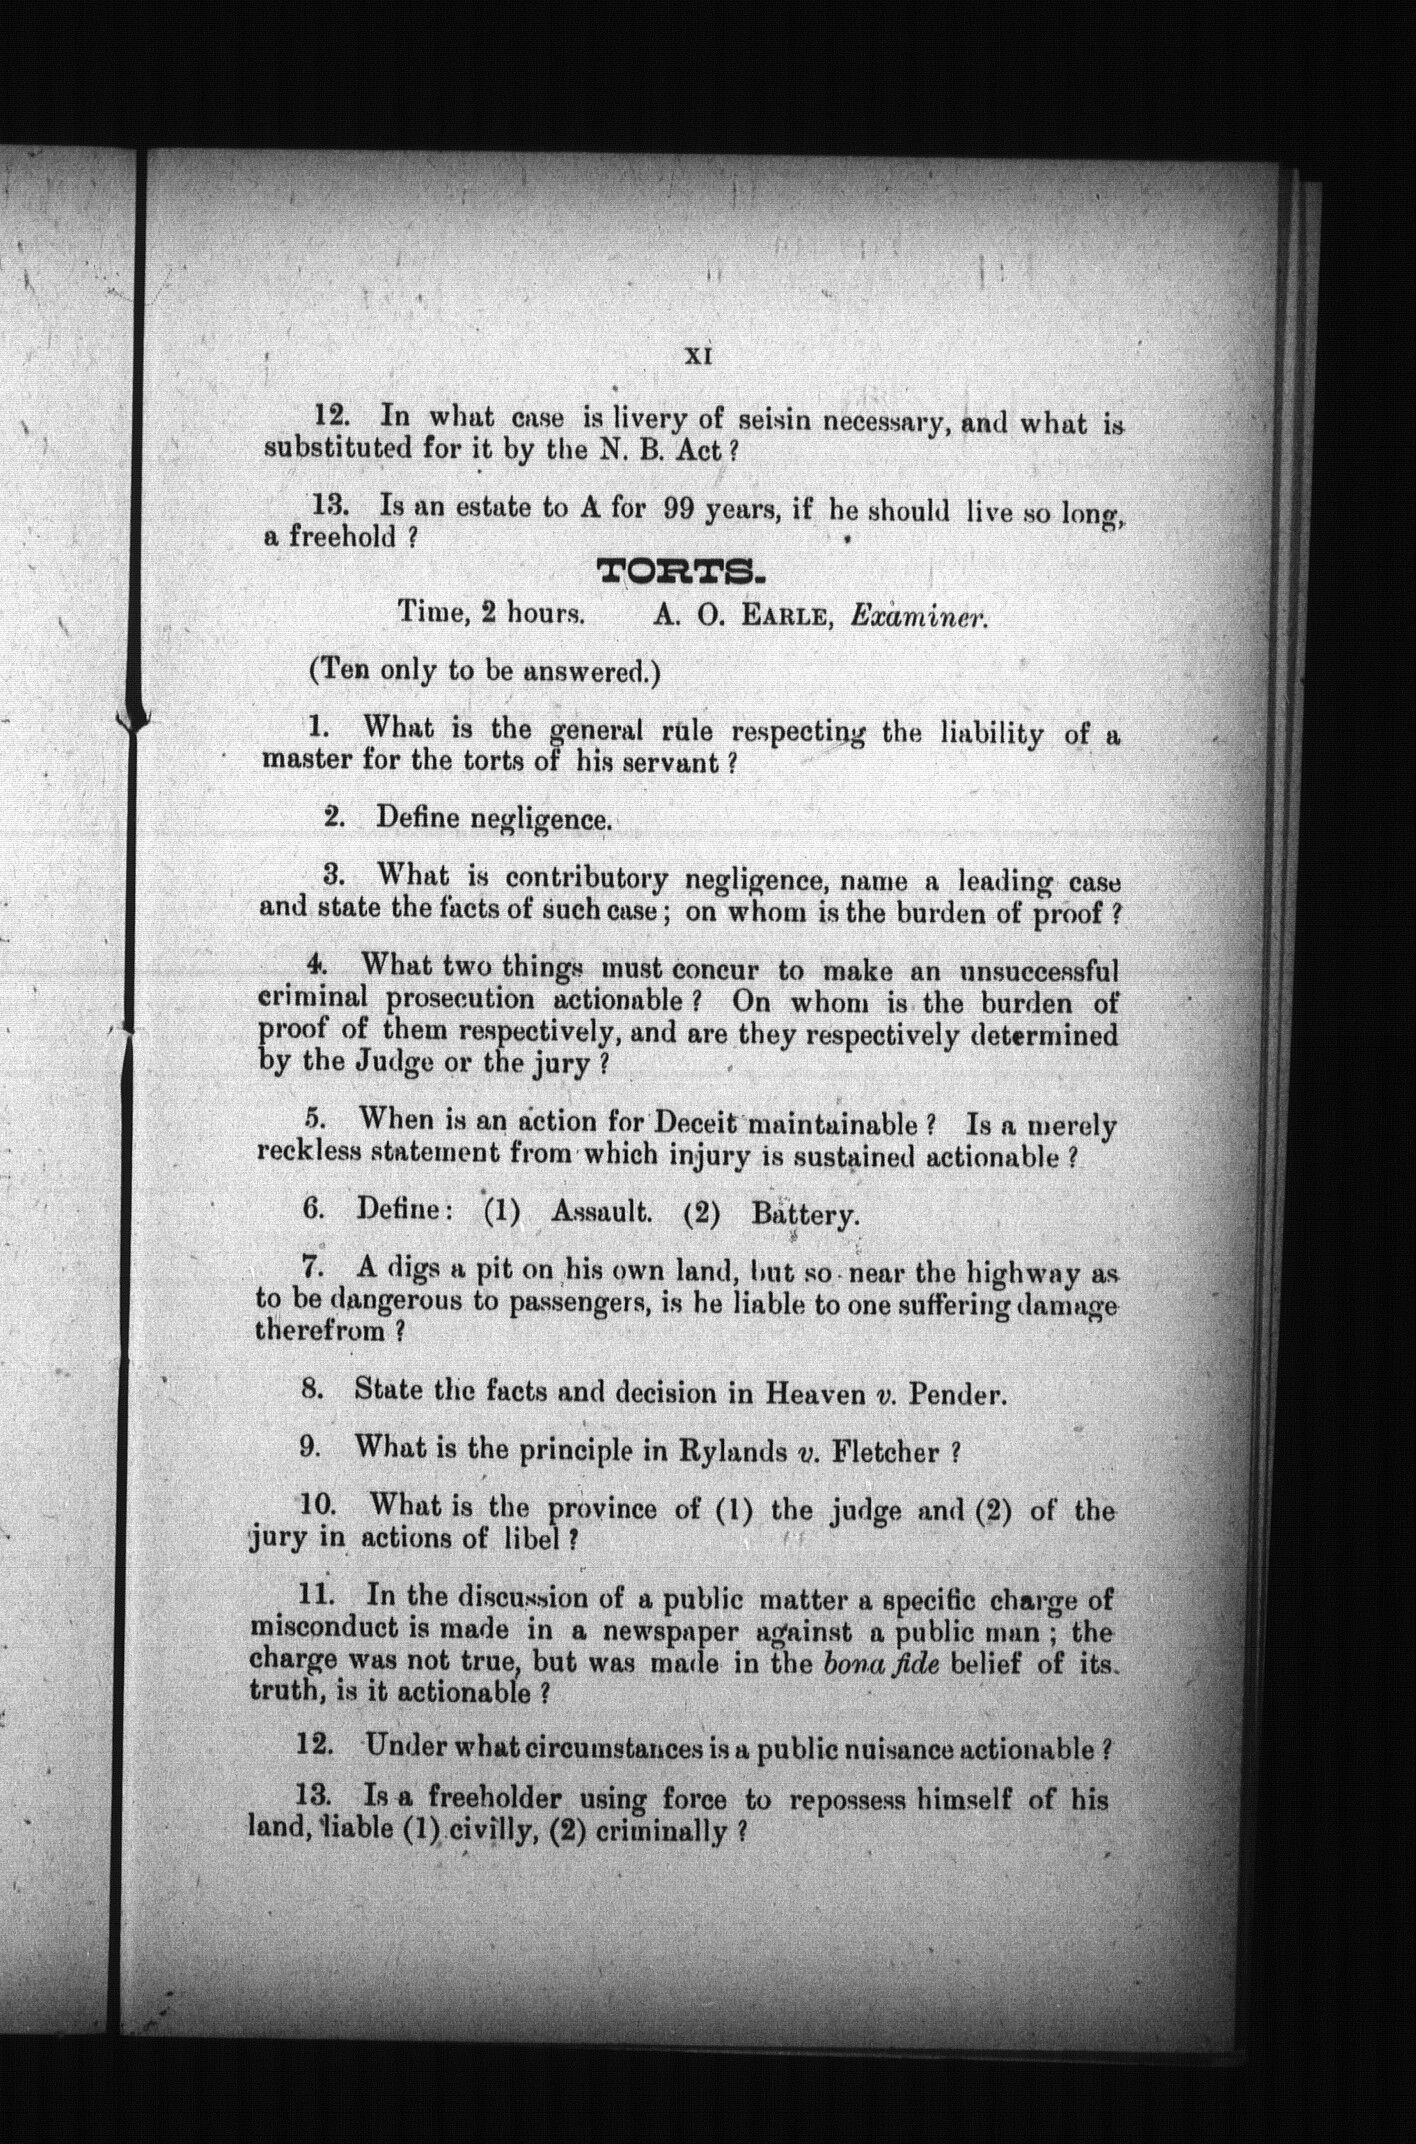 XI
12. In what case is livery of seisin necessary, and what is
substituted for it by the N. B. Act ?
13. Is an estate to A for 99 years, if he should live so long,
a freehold ?
TORTS.
Time, 2 hours. A. O. EARLE, Examiner.
(Ten only to be answered.)
1. What is the general rule respecting the liability of a
master for the torts of his servant ?
2. Define negligence.
3. What is contributory negligence, name a leading case
and state the facts of such case ; on whom is the burden of proof ?
4. What two things must concur to make an unsuccessful
criminal prosecution actionable ? On whom is the burden of
proof of them respectively, and are they respectively determined
by the Judge or the jury ?
5. When is an action for Deceit maintainable ? Is a merely
reckless statement from which injury is sustained actionable ?
6. Define: (1) Assault. (2) Battery.
7. A digs a pit on his own land, but so near the highway as
to be dangerous to passengers, is he liable to one suffering damage
therefrom ?
8. State the facts and decision in Heaven v. Pender.
9. What is the principle in Rylands v. Fletcher ?
10. What is the province of (1) the judge and (2) of the
jury in actions of libel ?
11. In the discussion of a public matter a specific charge of
misconduct is made in a newspaper against a public man ; the
charge was not true, but was made in the bona fide belief of its
truth, is it actionable ?
12. Under what circumstances is a public nuisance actionable ?
13. Is a freeholder using force to repossess himself of his
land, liable (1) civilly, (2) criminally ?